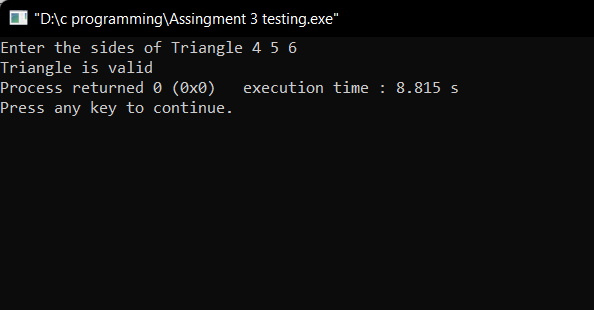 "D:\c programming\Assingment 3 testing.exe"
Enter the sides of Triangle 4 5 6
Triangle is valid
Process returned 0 (0x0)   execution time : 8.815 s
Press any key to continue.